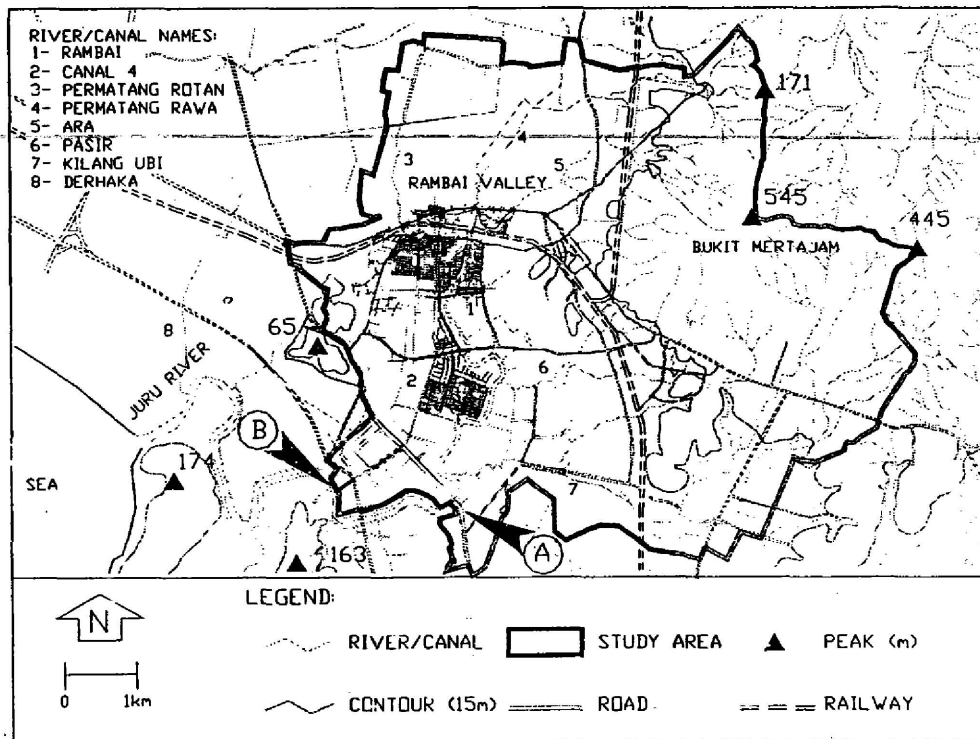 RIVER/CANAL NAMES:
1- RAMBAI
2- CANAL 4
3- PERMATANG ROTAN
4- PERMATANG RAWA
5- ARA
6- PASIR
7- KILANG UBI
8- DERHAKA
171
4
3
5
RAMBAI VALLEY
545
445
BUKIT MERTAJAM
1
65
8
6
2
JURU RIVER
B
174
SEA
7
A
163
LEGEND:
N
RIVER/CANAL
STUDY AREA
PEAK (m)
0 1km
CONTOUR (15m)
ROAD
RAILWAY